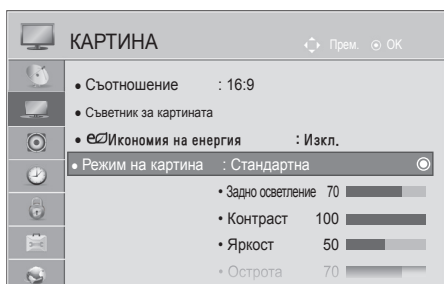 КАРТИНА Прем. OK
• Съотношение : 16:9
• Съветник за картината
• Икономия на енергия : Изкл.
• Режим на картина : Стандартна
• Задно осветление 70
• Контраст 100
• Яркост 50
• Острота 70